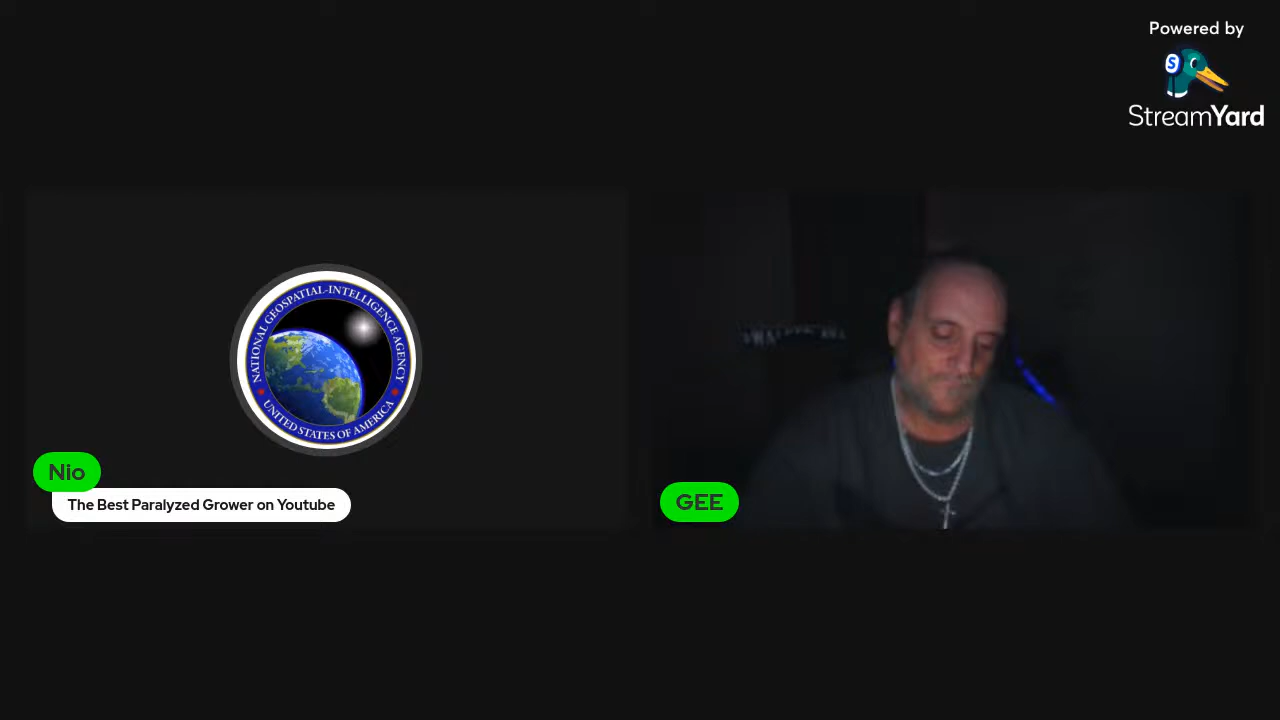 Powered by
StreamYard
NATIONAL GEOSPATIAL-INTELLIGENCE AGENCY
UNITED STATES OF AMERICA
Nio
The Best Paralyzed Grower on Youtube
GEE